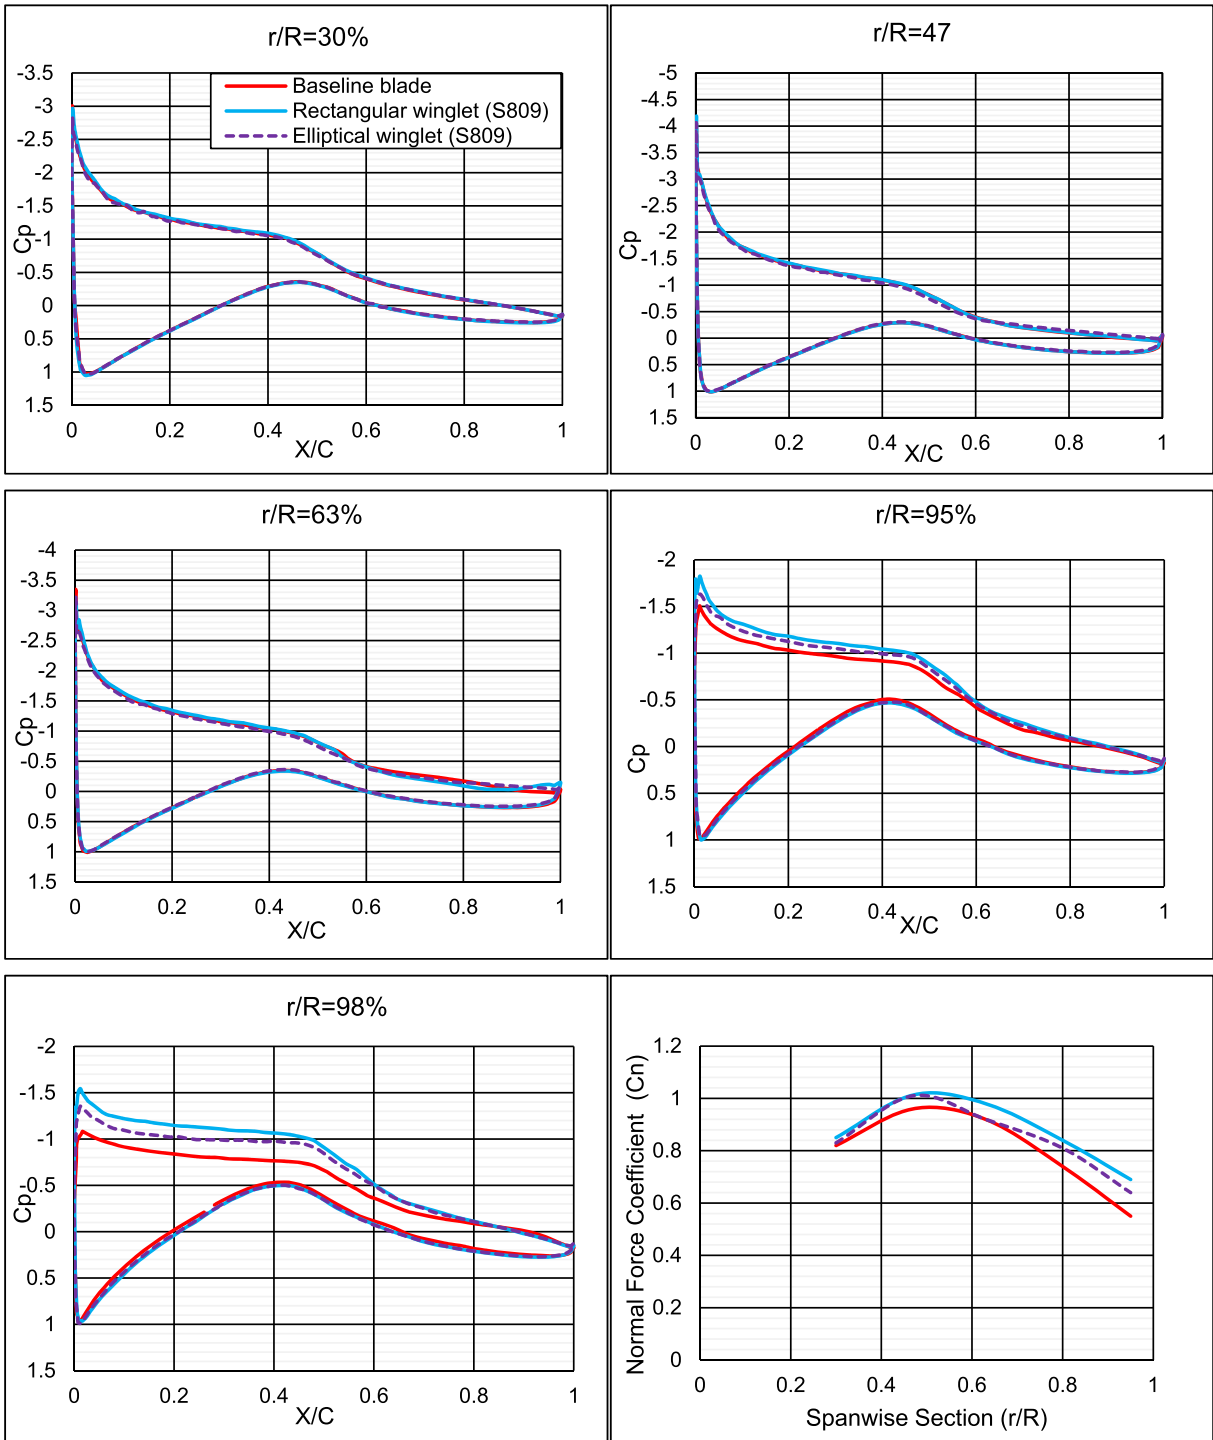 r/R=30%
-3.5
-3
-2.5
-2
-1.5
-1
-0.5
0
0.5
1
1.5
Cp
Baseline blade
Rectangular winglet (S809)
Elliptical winglet (S809)
0 0.2 0.4 0.6 0.8 1
X/C
r/R=47
-5
-4.5
-4
-3.5
-3
-2.5
-2
-1.5
-1
-0.5
0
0.5
1
1.5
Cp
0 0.2 0.4 0.6 0.8 1
X/C
r/R=63%
-4
-3.5
-3
-2.5
-2
-1.5
-1
-0.5
0
0.5
1
1.5
Cp
0 0.2 0.4 0.6 0.8 1
X/C
r/R=95%
-2
-1.5
-1
-0.5
0
0.5
1
1.5
Cp
0 0.2 0.4 0.6 0.8 1
X/C
r/R=98%
-2
-1.5
-1
-0.5
0
0.5
1
1.5
Cp
0 0.2 0.4 0.6 0.8 1
X/C
1.2
1
0.8
0.6
0.4
0.2
0
Normal Force Coefficient (Cn)
0 0.2 0.4 0.6 0.8 1
Spanwise Section (r/R)